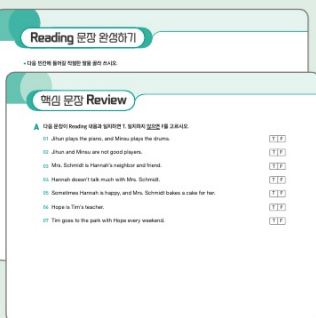 Reading 문장 완성하기
• 다음 빈칸에 들어갈 적절한 말을 골라 쓰시오.
핵심 문장 Review
A 다음 문장이 Reading 내용과 일치하면 T, 일치하지 않으면 F를 고르시오.
01 Jihun plays the piano, and Minsu plays the drums. T F
02 Jihun and Minsu are not good players. T F
03 Mrs. Schmidt is Hannah's neighbor and friend. T F
04 Hannah doesn't talk much with Mrs. Schmidt. T F
05 Sometimes Hannah is happy, and Mrs. Schmidt bakes a cake for her. T F
06 Hope is Tim's teacher. T F
07 Tim goes to the park with Hope every weekend. T F